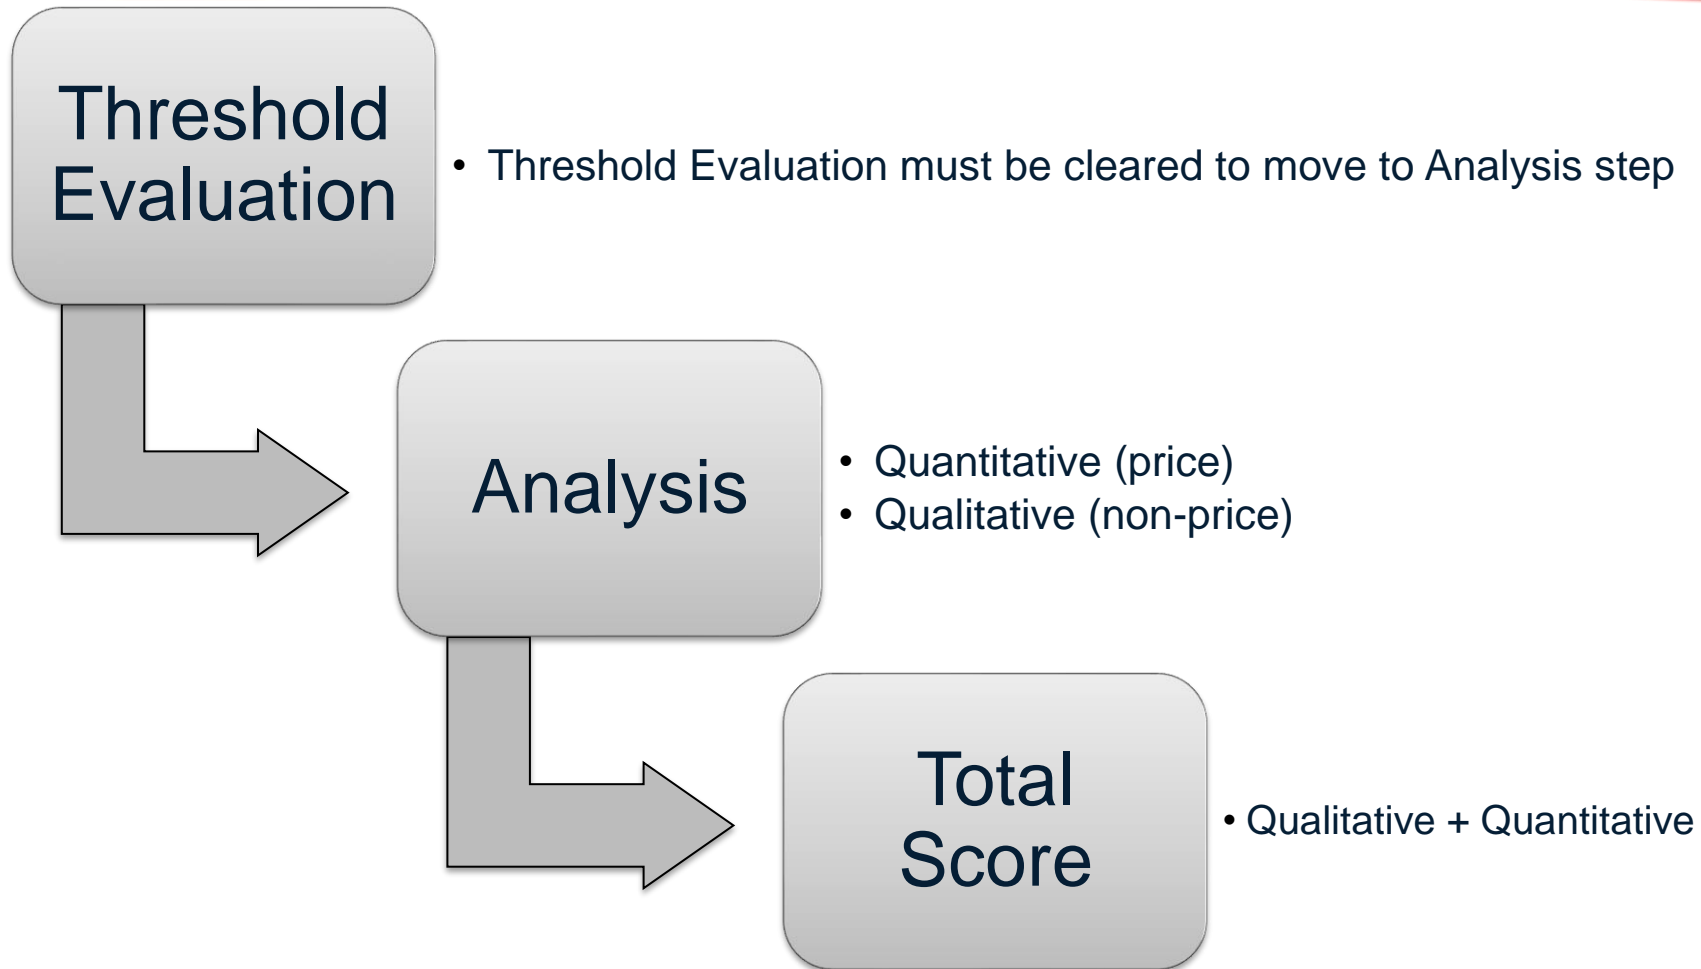 Threshold
Evaluation
• Threshold Evaluation must be cleared to move to Analysis step
Analysis
• Quantitative (price)
• Qualitative (non-price)
Total
Score
• Qualitative + Quantitative